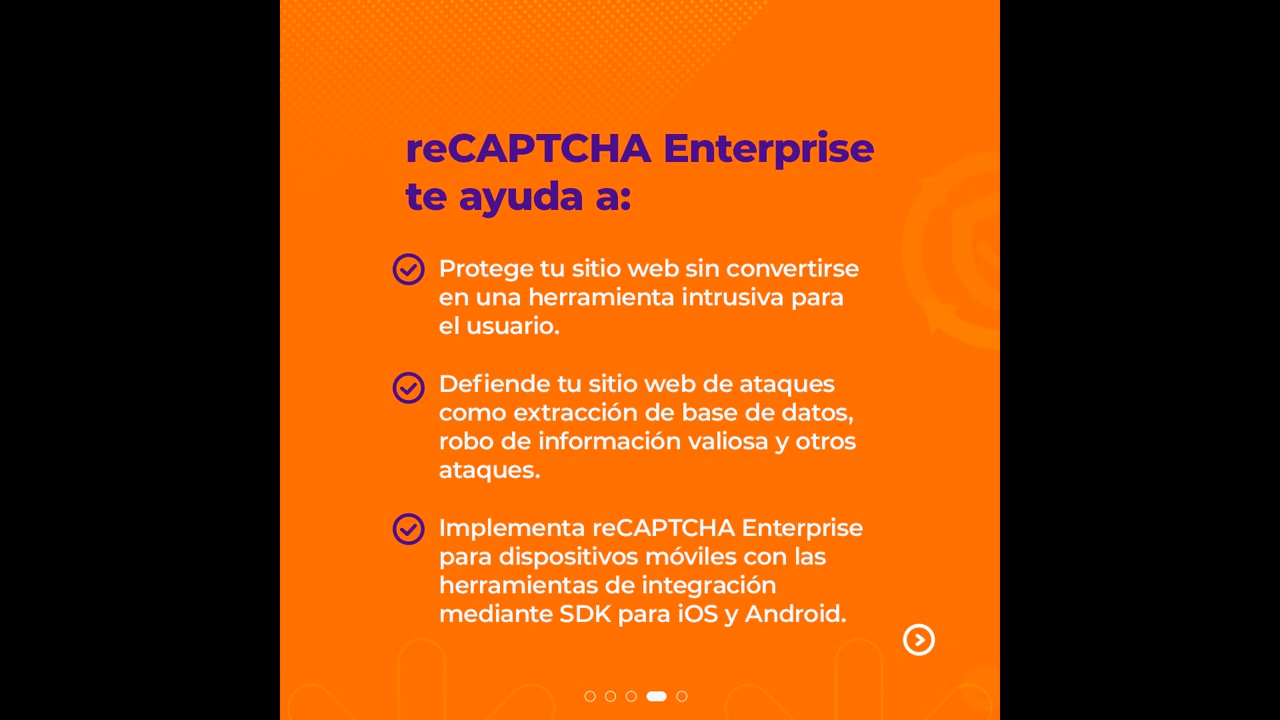 reCAPTCHA Enterprise
te ayuda a:
Protege tu sitio web sin convertirse
en una herramienta intrusiva para
el usuario.
Defiende tu sitio web de ataques
como extracción de base de datos,
robo de información valiosa y otros
ataques.
Implementa reCAPTCHA Enterprise
para dispositivos móviles con las
herramientas de integración
mediante SDK para iOS y Android.